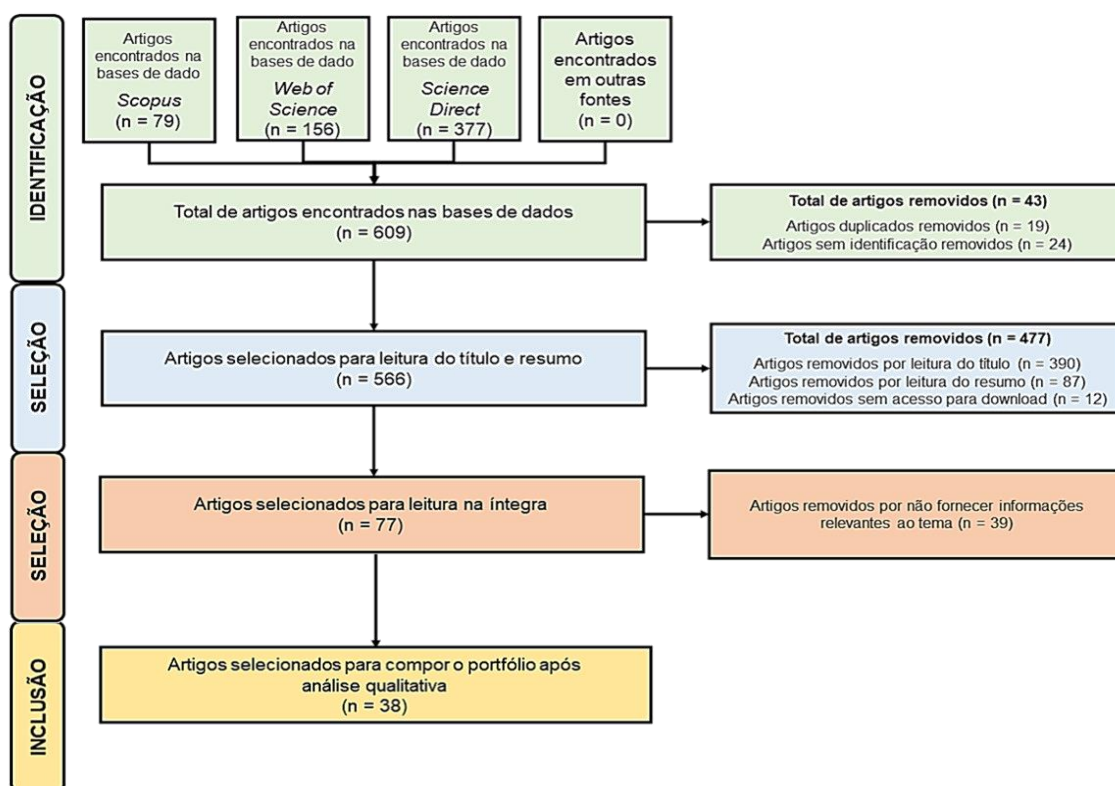 IDENTIFICAÇÃO
Artigos
encontrados na
bases de dado
Scopus
(n = 79)
Artigos
encontrados na
bases de dado
Web of
Science
(n = 156)
Artigos
encontrados na
bases de dado
Science
Direct
(n = 377)
Artigos
encontrados
em outras
fontes
(n = 0)
Total de artigos encontrados nas bases de dados
(n = 609)
Total de artigos removidos (n = 43)
Artigos duplicados removidos (n = 19)
Artigos sem identificação removidos (n = 24)
SELEÇÃO
Artigos selecionados para leitura do título e resumo
(n = 566)
Total de artigos removidos (n = 477)
Artigos removidos por leitura do título (n = 390)
Artigos removidos por leitura do resumo (n = 87)
Artigos removidos sem acesso para download (n = 12)
SELEÇÃO
Artigos selecionados para leitura na íntegra
(n = 77)
Artigos removidos por não fornecer informações
relevantes ao tema (n = 39)
INCLUSÃO
Artigos selecionados para compor o portfólio após
análise qualitativa
(n = 38)